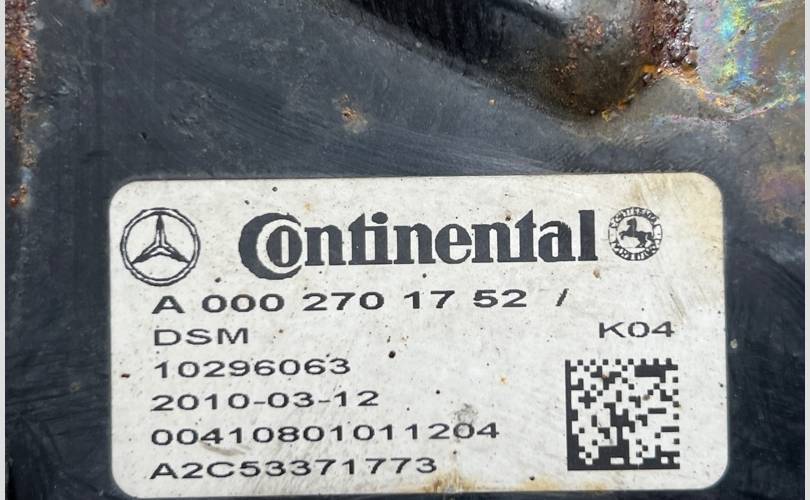 Continental
A 000 270 17 52 /
DSM K04
10296063
2010-03-12
00410801011204
A2C53371773